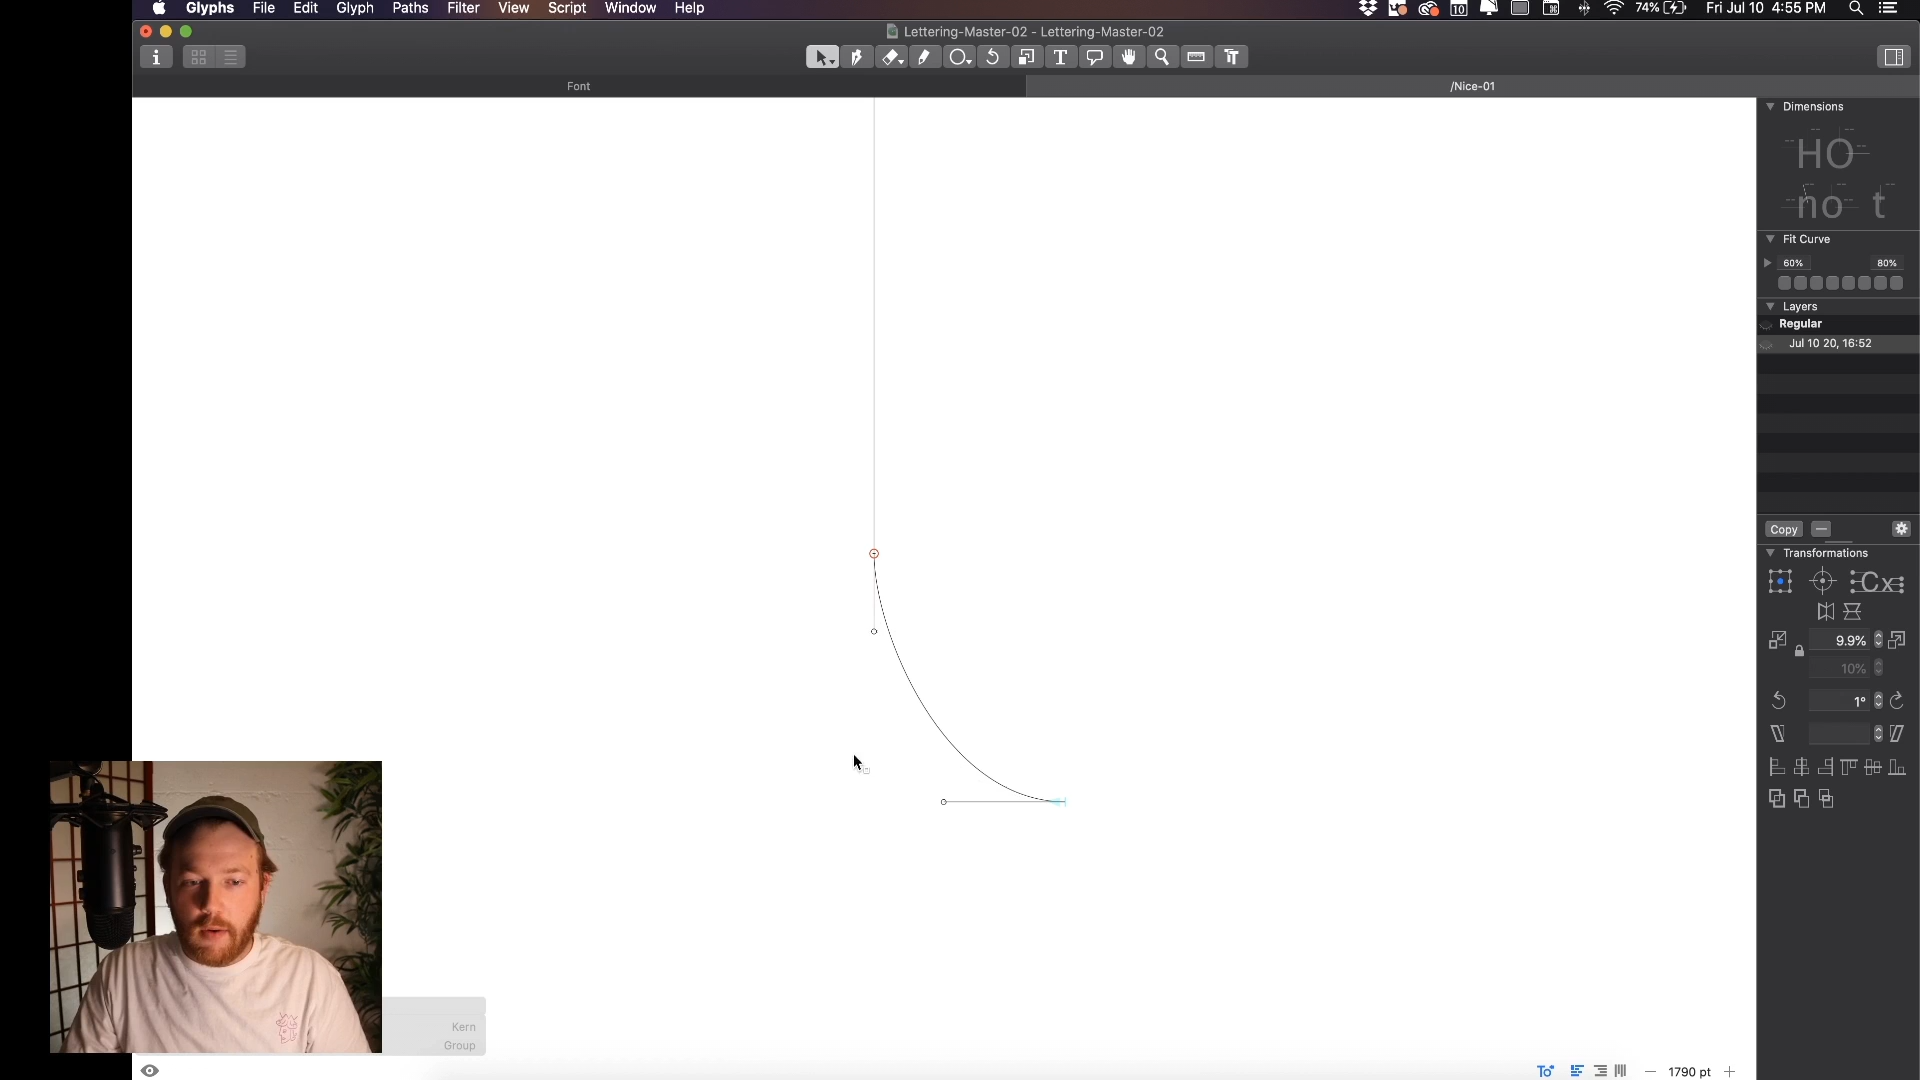 Glyphs File Edit Glyph Paths Filter View Script Window Help
10 74% Fri Jul 10 4:55 PM
Lettering-Master-02 - Lettering-Master-02
Font
/Nice-01
Dimensions
HO
no t
Fit Curve
60% 80%
Layers
Regular
Jul 10 20, 16:52
Copy
Transformations
Cx
9.9%
10%
1°
Kern
Group
1790 pt